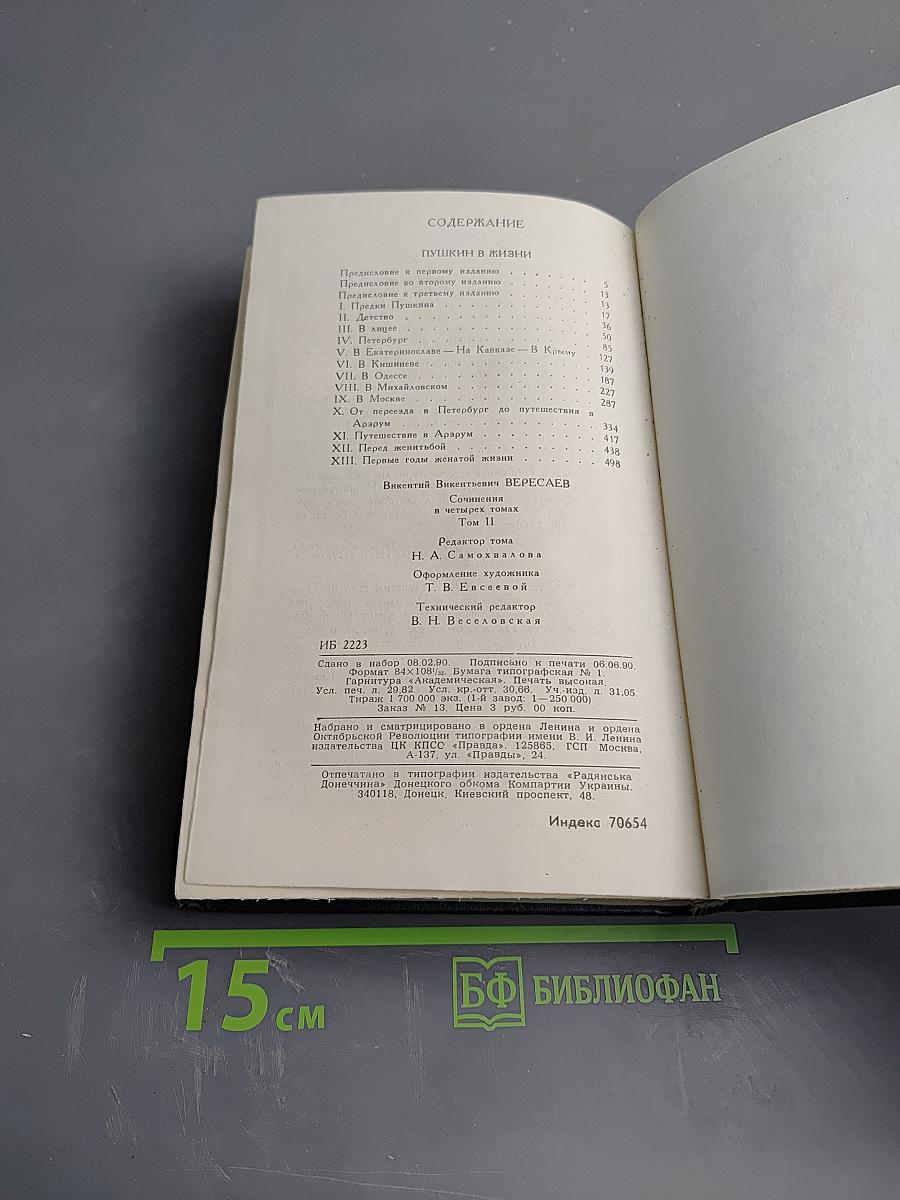 СОДЕРЖАНИЕ
ПУШКИН В ЖИЗНИ
Предисловие к первому изданию . . . . . . . 5
Предисловие ко второму изданию . . . . . . . 13
Предисловие к третьему изданию . . . . . . . 13
I. Предки Пушкина . . . . . . . . . . . 17
II. Детство . . . . . . . . . . . . . 36
III. В лицее . . . . . . . . . . . . . 50
IV. Петербург . . . . . . . . . . . . 85
V. В Екатеринославе — На Кавказе — В Крыму 127
VI. В Кишиневе . . . . . . . . . . . 139
VII. В Одессе . . . . . . . . . . . . 187
VIII. В Михайловском . . . . . . . . . 227
IX. В Москве . . . . . . . . . . . . 287
X. От переезда в Петербург до путешествия в
Арзрум . . . . . . . . . . . . 334
XI. Путешествие в Арзрум . . . . . . . . 417
XII. Перед женитьбой . . . . . . . . . . 438
XIII. Первые годы женатой жизни . . . . . . 498
Викентий Викентьевич ВЕРЕСАЕВ
Сочинения
в четырех томах
Том II
Редактор тома
Н. А. Самохвалова
Оформление художника
Т. В. Евсеевой
Технический редактор
В. Н. Веселовская
ИБ 2223
Сдано в набор 08.02.90. Подписано к печати 06.06.90.
Формат 84×108¹/₃₂. Бумага типографская № 1.
Гарнитура «Академическая». Печать высокая.
Усл. печ. л. 29,82. Усл. кр.-отт. 30,66. Уч.-изд. л. 31,05.
Тираж 1 700 000 экз. (1-й завод: 1—250 000)
Заказ № 13. Цена 3 руб. 00 коп.
Набрано и сматрицировано в ордена Ленина и ордена
Октябрьской Революции типографии имени В. И. Ленина
издательства ЦК КПСС «Правда». 125865, ГСП Москва,
А-137, ул. «Правды», 24.
Отпечатано в типографии издательства «Радянська
Донеччина» Донецкого обкома Компартии Украины.
340118, Донецк, Киевский проспект, 48.
Индекс 70654
15 см
БФ БИБЛИОФАН